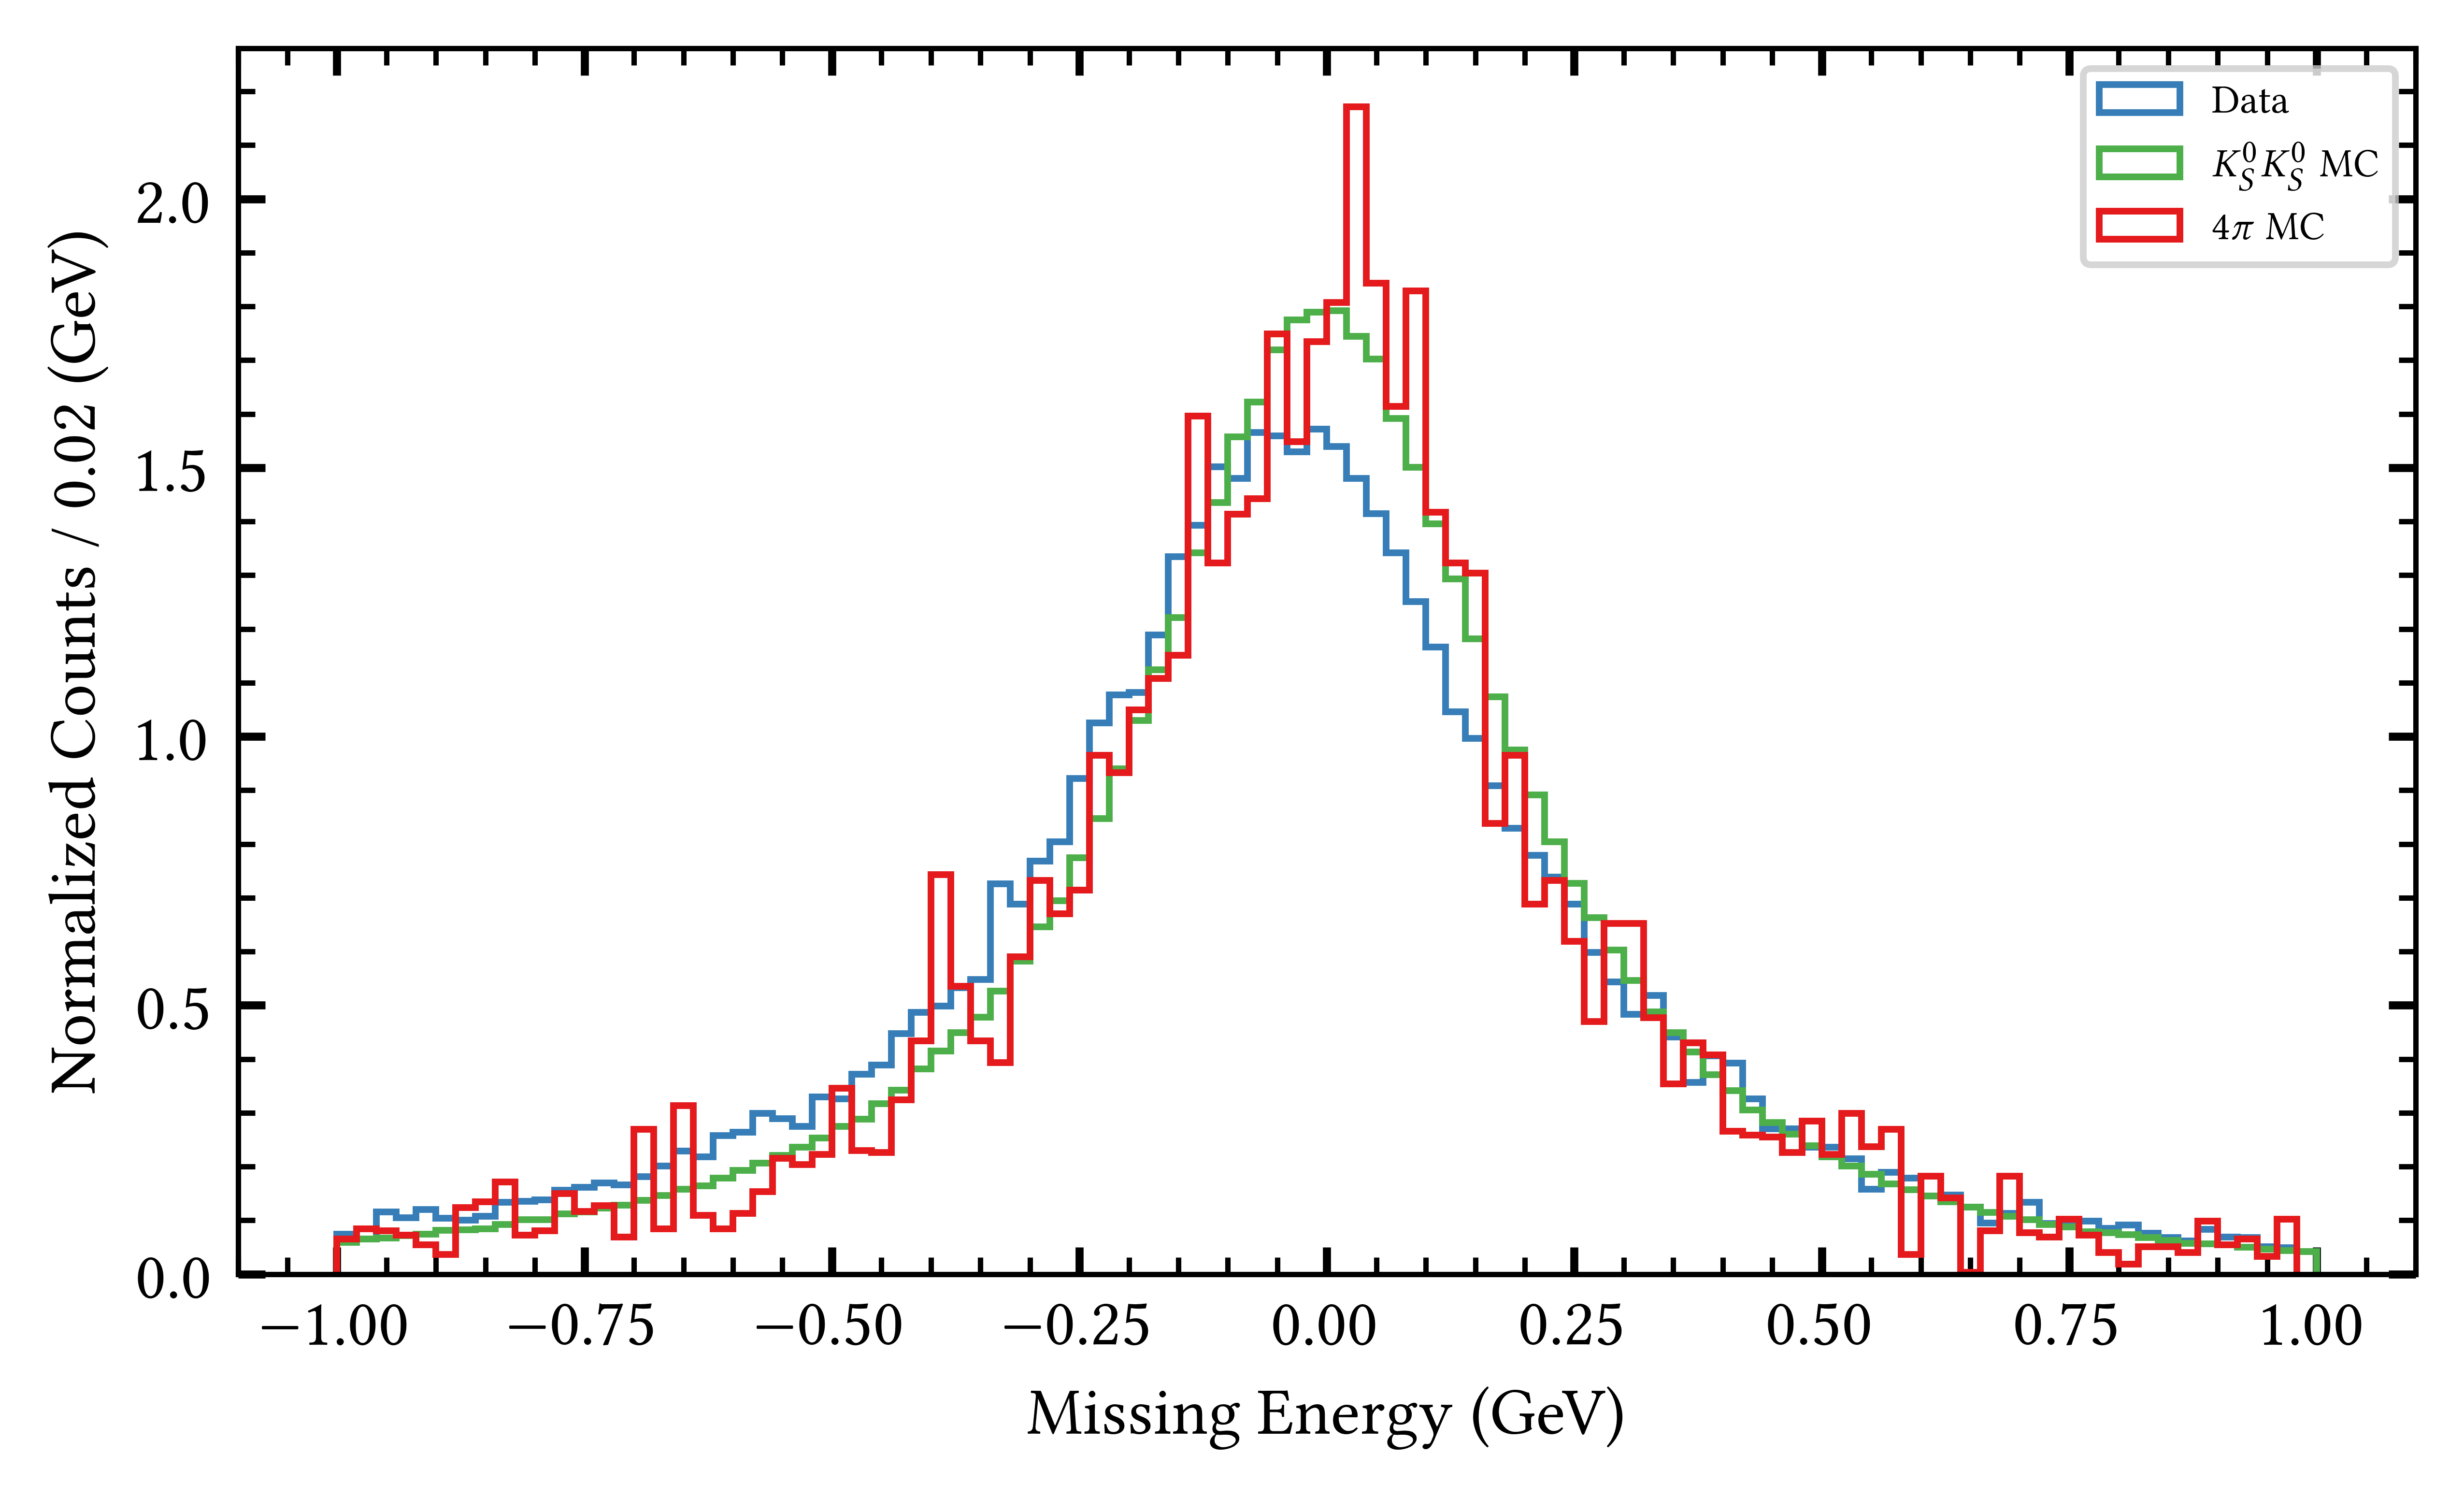 Normalized Counts / 0.02 (GeV)
2.0
1.5
1.0
0.5
0.0
Data
K_S^0 K_S^0 MC
4π MC
−1.00 −0.75 −0.50 −0.25 0.00 0.25 0.50 0.75 1.00
Missing Energy (GeV)